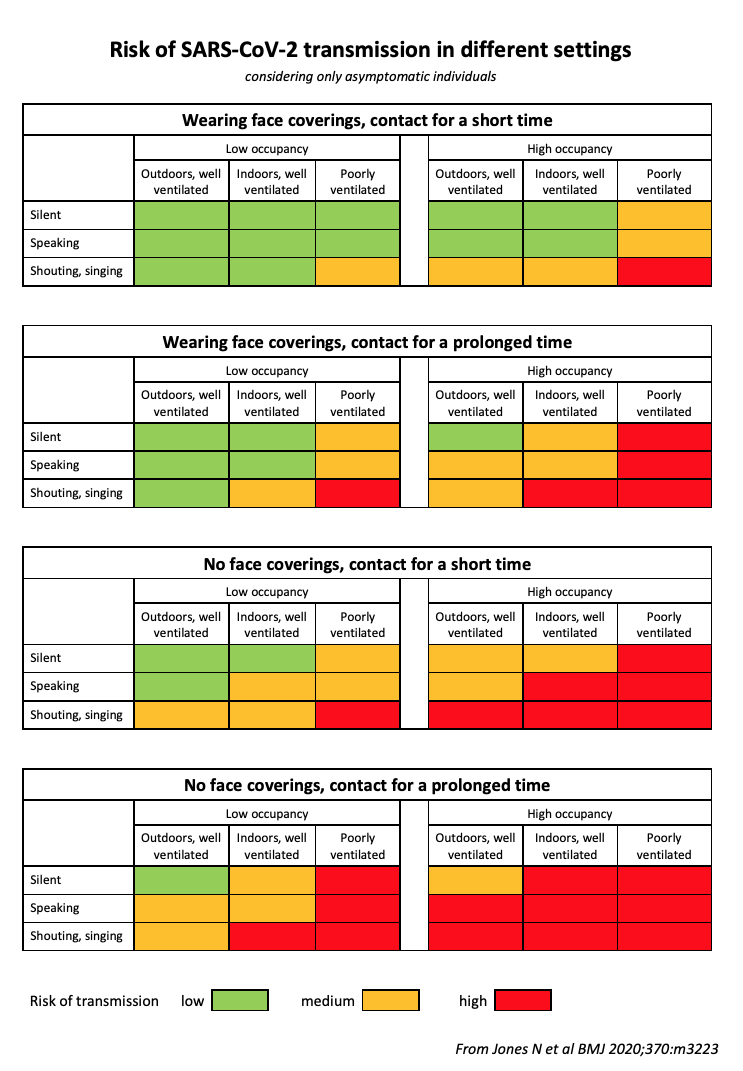 Risk of SARS-CoV-2 transmission in different settings
considering only asymptomatic individuals
Wearing face coverings, contact for a short time
Low occupancy High occupancy
Outdoors, well ventilated Indoors, well ventilated Poorly ventilated Outdoors, well ventilated Indoors, well ventilated Poorly ventilated
Silent
Speaking
Shouting, singing
Wearing face coverings, contact for a prolonged time
Low occupancy High occupancy
Outdoors, well ventilated Indoors, well ventilated Poorly ventilated Outdoors, well ventilated Indoors, well ventilated Poorly ventilated
Silent
Speaking
Shouting, singing
No face coverings, contact for a short time
Low occupancy High occupancy
Outdoors, well ventilated Indoors, well ventilated Poorly ventilated Outdoors, well ventilated Indoors, well ventilated Poorly ventilated
Silent
Speaking
Shouting, singing
No face coverings, contact for a prolonged time
Low occupancy High occupancy
Outdoors, well ventilated Indoors, well ventilated Poorly ventilated Outdoors, well ventilated Indoors, well ventilated Poorly ventilated
Silent
Speaking
Shouting, singing
Risk of transmission low medium high
From Jones N et al BMJ 2020;370:m3223